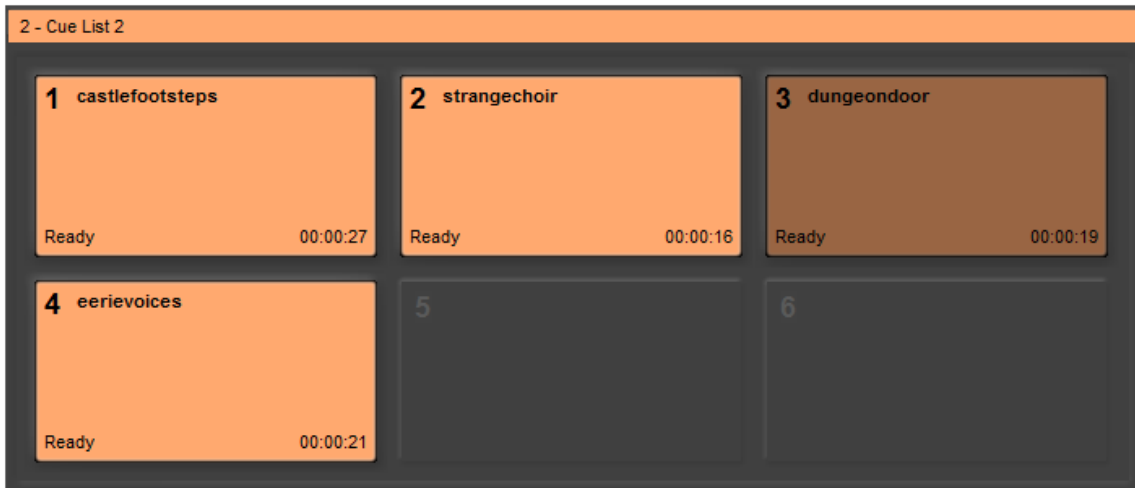 2 - Cue List 2
1 castlefootsteps
Ready 00:00:27
2 strangechoir
Ready 00:00:16
3 dungeondoor
Ready 00:00:19
4 eerievoices
Ready 00:00:21
5
6